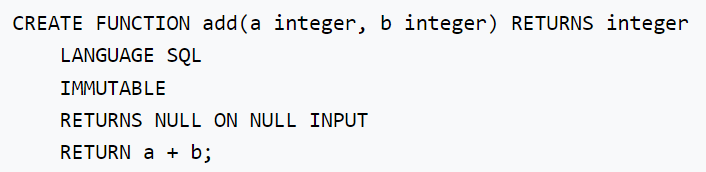 CREATE FUNCTION add(a integer, b integer) RETURNS integer
    LANGUAGE SQL
    IMMUTABLE
    RETURNS NULL ON NULL INPUT
    RETURN a + b;